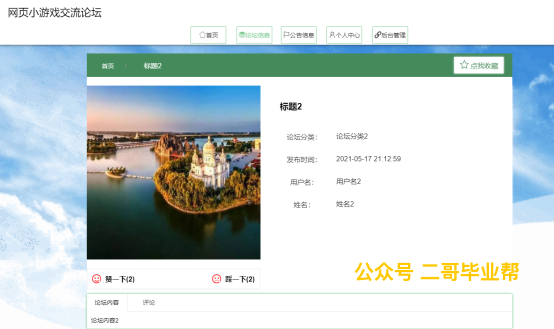 网页小游戏交流论坛
首页 论坛信息 公告信息 个人中心 后台管理
首页 标题2 点我收藏
标题2
论坛分类: 论坛分类2
发布时间: 2021-05-17 21:12:59
用户名: 用户名2
姓名: 姓名2
赞一下(2) 踩一下(2)
公众号 二哥毕业帮
论坛内容 评论
论坛内容2